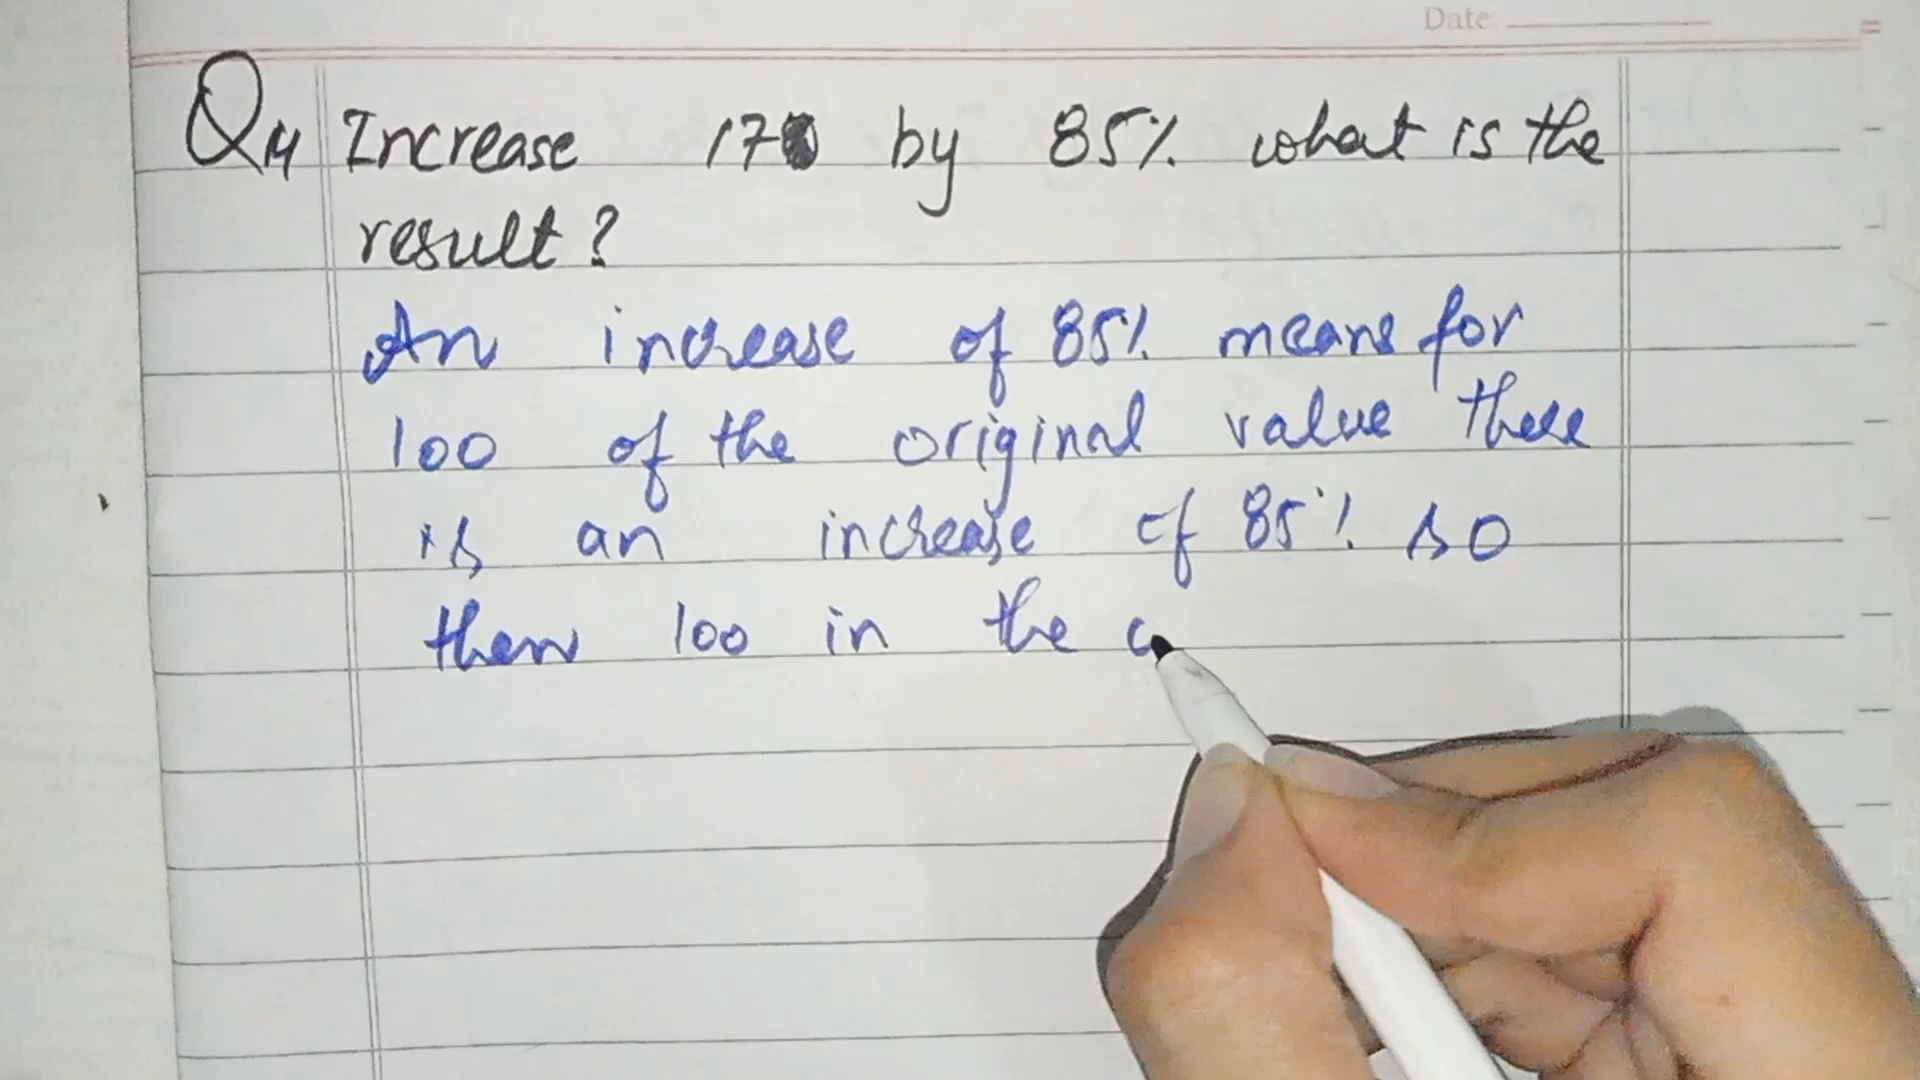 Date:
Q4 Increase 170 by 85% what is the
result?
An increase of 85% means for
100 of the original value there
is an increase of 85% so
then 100 in the